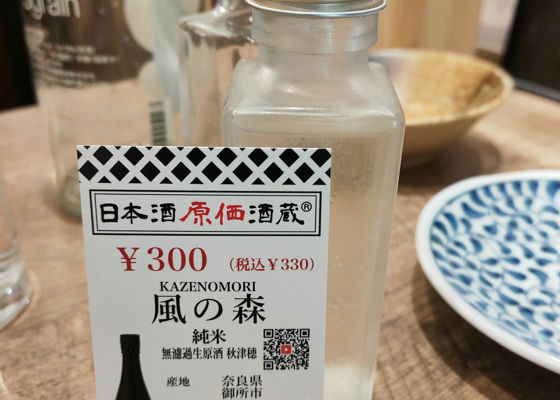 grain
日本酒原価酒蔵®
￥300 (税込￥330)
KAZENOMORI
風の森
純米
無濾過生原酒 秋津穂
産地 奈良県
御所市